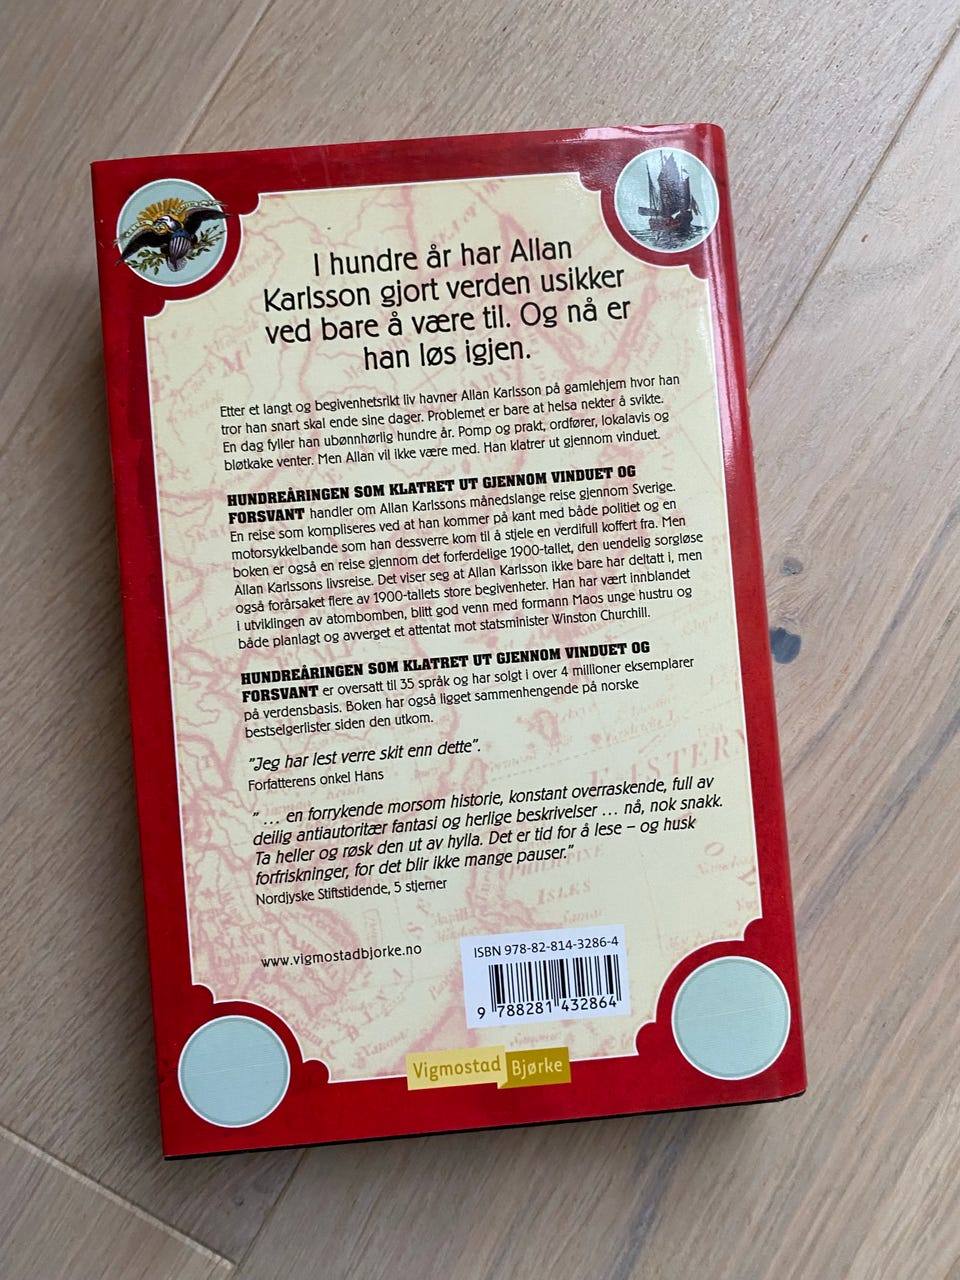 I hundre år har Allan
Karlsson gjort verden usikker
ved bare å være til. Og nå er
han løs igjen.
Etter et langt og begivenhetsrikt liv havner Allan Karlsson på gamlehjem hvor han
tror han snart skal ende sine dager. Problemet er bare at helsa nekter å svikte.
En dag fyller han ubønnhørlig hundre år. Pomp og prakt, ordfører, lokalavis og
bløtkake venter. Men Allan vil ikke være med. Han klatrer ut gjennom vinduet.
HUNDREÅRINGEN SOM KLATRET UT GJENNOM VINDUET OG
FORSVANT handler om Allan Karlssons månedslange reise gjennom Sverige.
En reise som kompliseres ved at han kommer på kant med både politiet og en
motorsykkelbande som han dessverre kom til å stjele en verdifull koffert fra. Men
boken er også en reise gjennom det forferdelige 1900-tallet, den uendelig sorgløse
Allan Karlssons livsreise. Det viser seg at Allan Karlsson ikke bare har deltatt i, men
også forårsaket flere av 1900-tallets store begivenheter. Han har vært innblandet
i utviklingen av atombomben, blitt god venn med formann Maos unge hustru og
både planlagt og avverget et attentat mot statsminister Winston Churchill.
HUNDREÅRINGEN SOM KLATRET UT GJENNOM VINDUET OG
FORSVANT er oversatt til 35 språk og har solgt i over 4 millioner eksemplarer
på verdensbasis. Boken har også ligget sammenhengende på norske
bestselgerlister siden den utkom.
"Jeg har lest verre skit enn dette".
Forfatterens onkel Hans
" ... en forrykende morsom historie, konstant overraskende, full av
deilig antiautoritær fantasi og herlige beskrivelser ... nå, nok snakk.
Ta heller og røsk den ut av hylla. Det er tid for å lese – og husk
forfriskninger, for det blir ikke mange pauser."
Nordjyske Stiftstidende, 5 stjerner
www.vigmostadbjorke.no
ISBN 978-82-814-3286-4
9 788281 432864
Vigmostad Bjørke
EASTERN
PHILIPPINE
ISLES